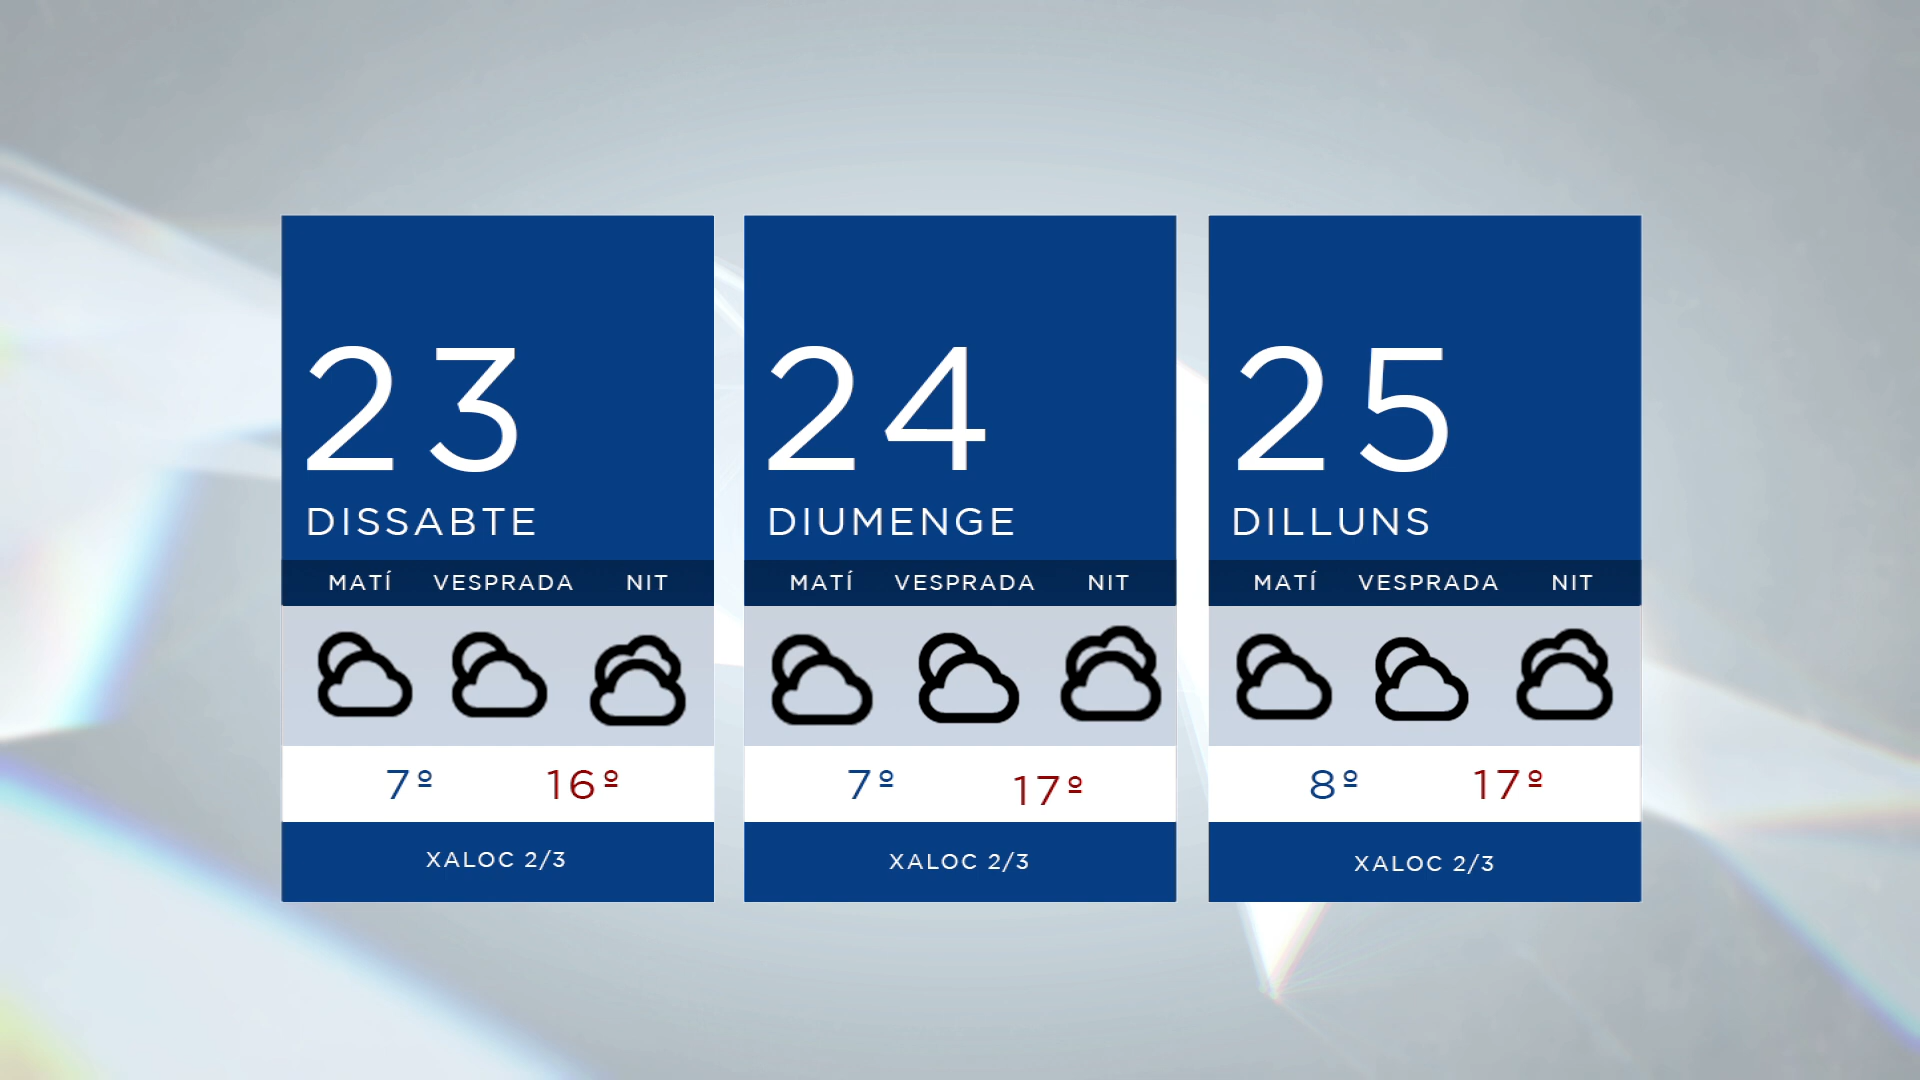 23
DISSABTE
MATÍ VESPRADA NIT
7º 16º
XALOC 2/3
24
DIUMENGE
MATÍ VESPRADA NIT
7º 17º
XALOC 2/3
25
DILLUNS
MATÍ VESPRADA NIT
8º 17º
XALOC 2/3